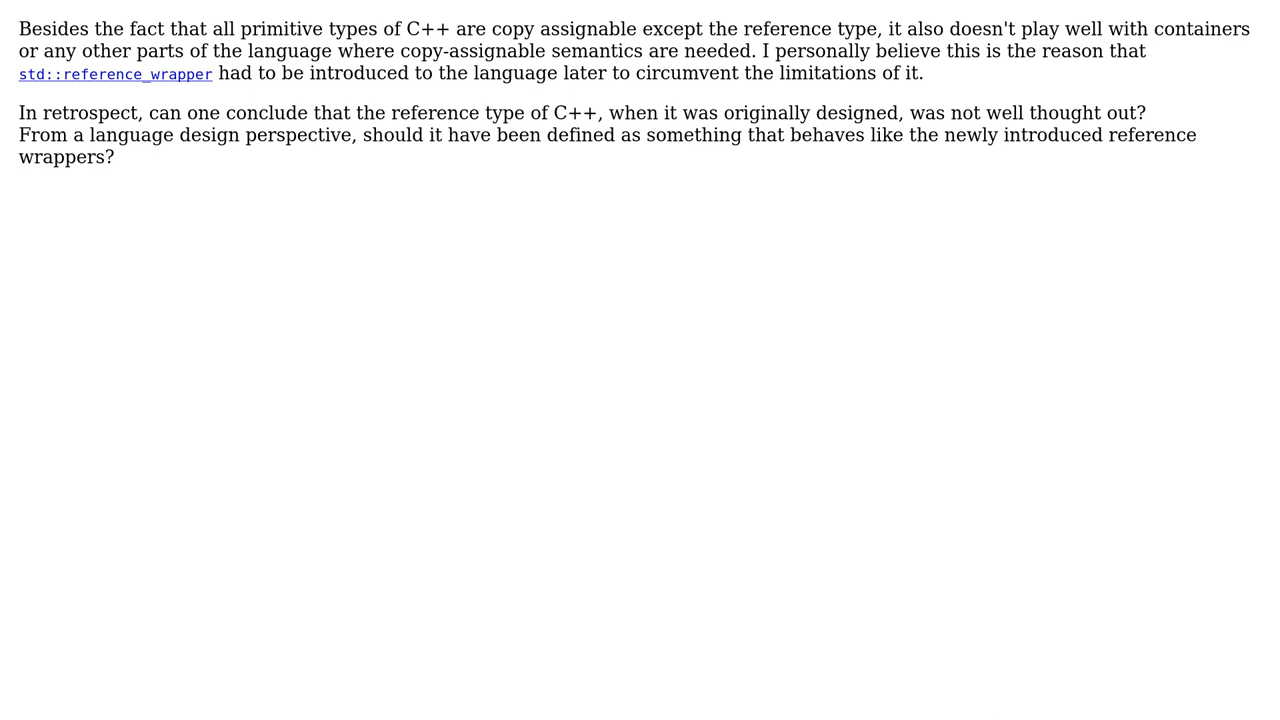 Besides the fact that all primitive types of C++ are copy assignable except the reference type, it also doesn't play well with containers
or any other parts of the language where copy-assignable semantics are needed. I personally believe this is the reason that
std::reference_wrapper had to be introduced to the language later to circumvent the limitations of it.
In retrospect, can one conclude that the reference type of C++, when it was originally designed, was not well thought out?
From a language design perspective, should it have been defined as something that behaves like the newly introduced reference
wrappers?